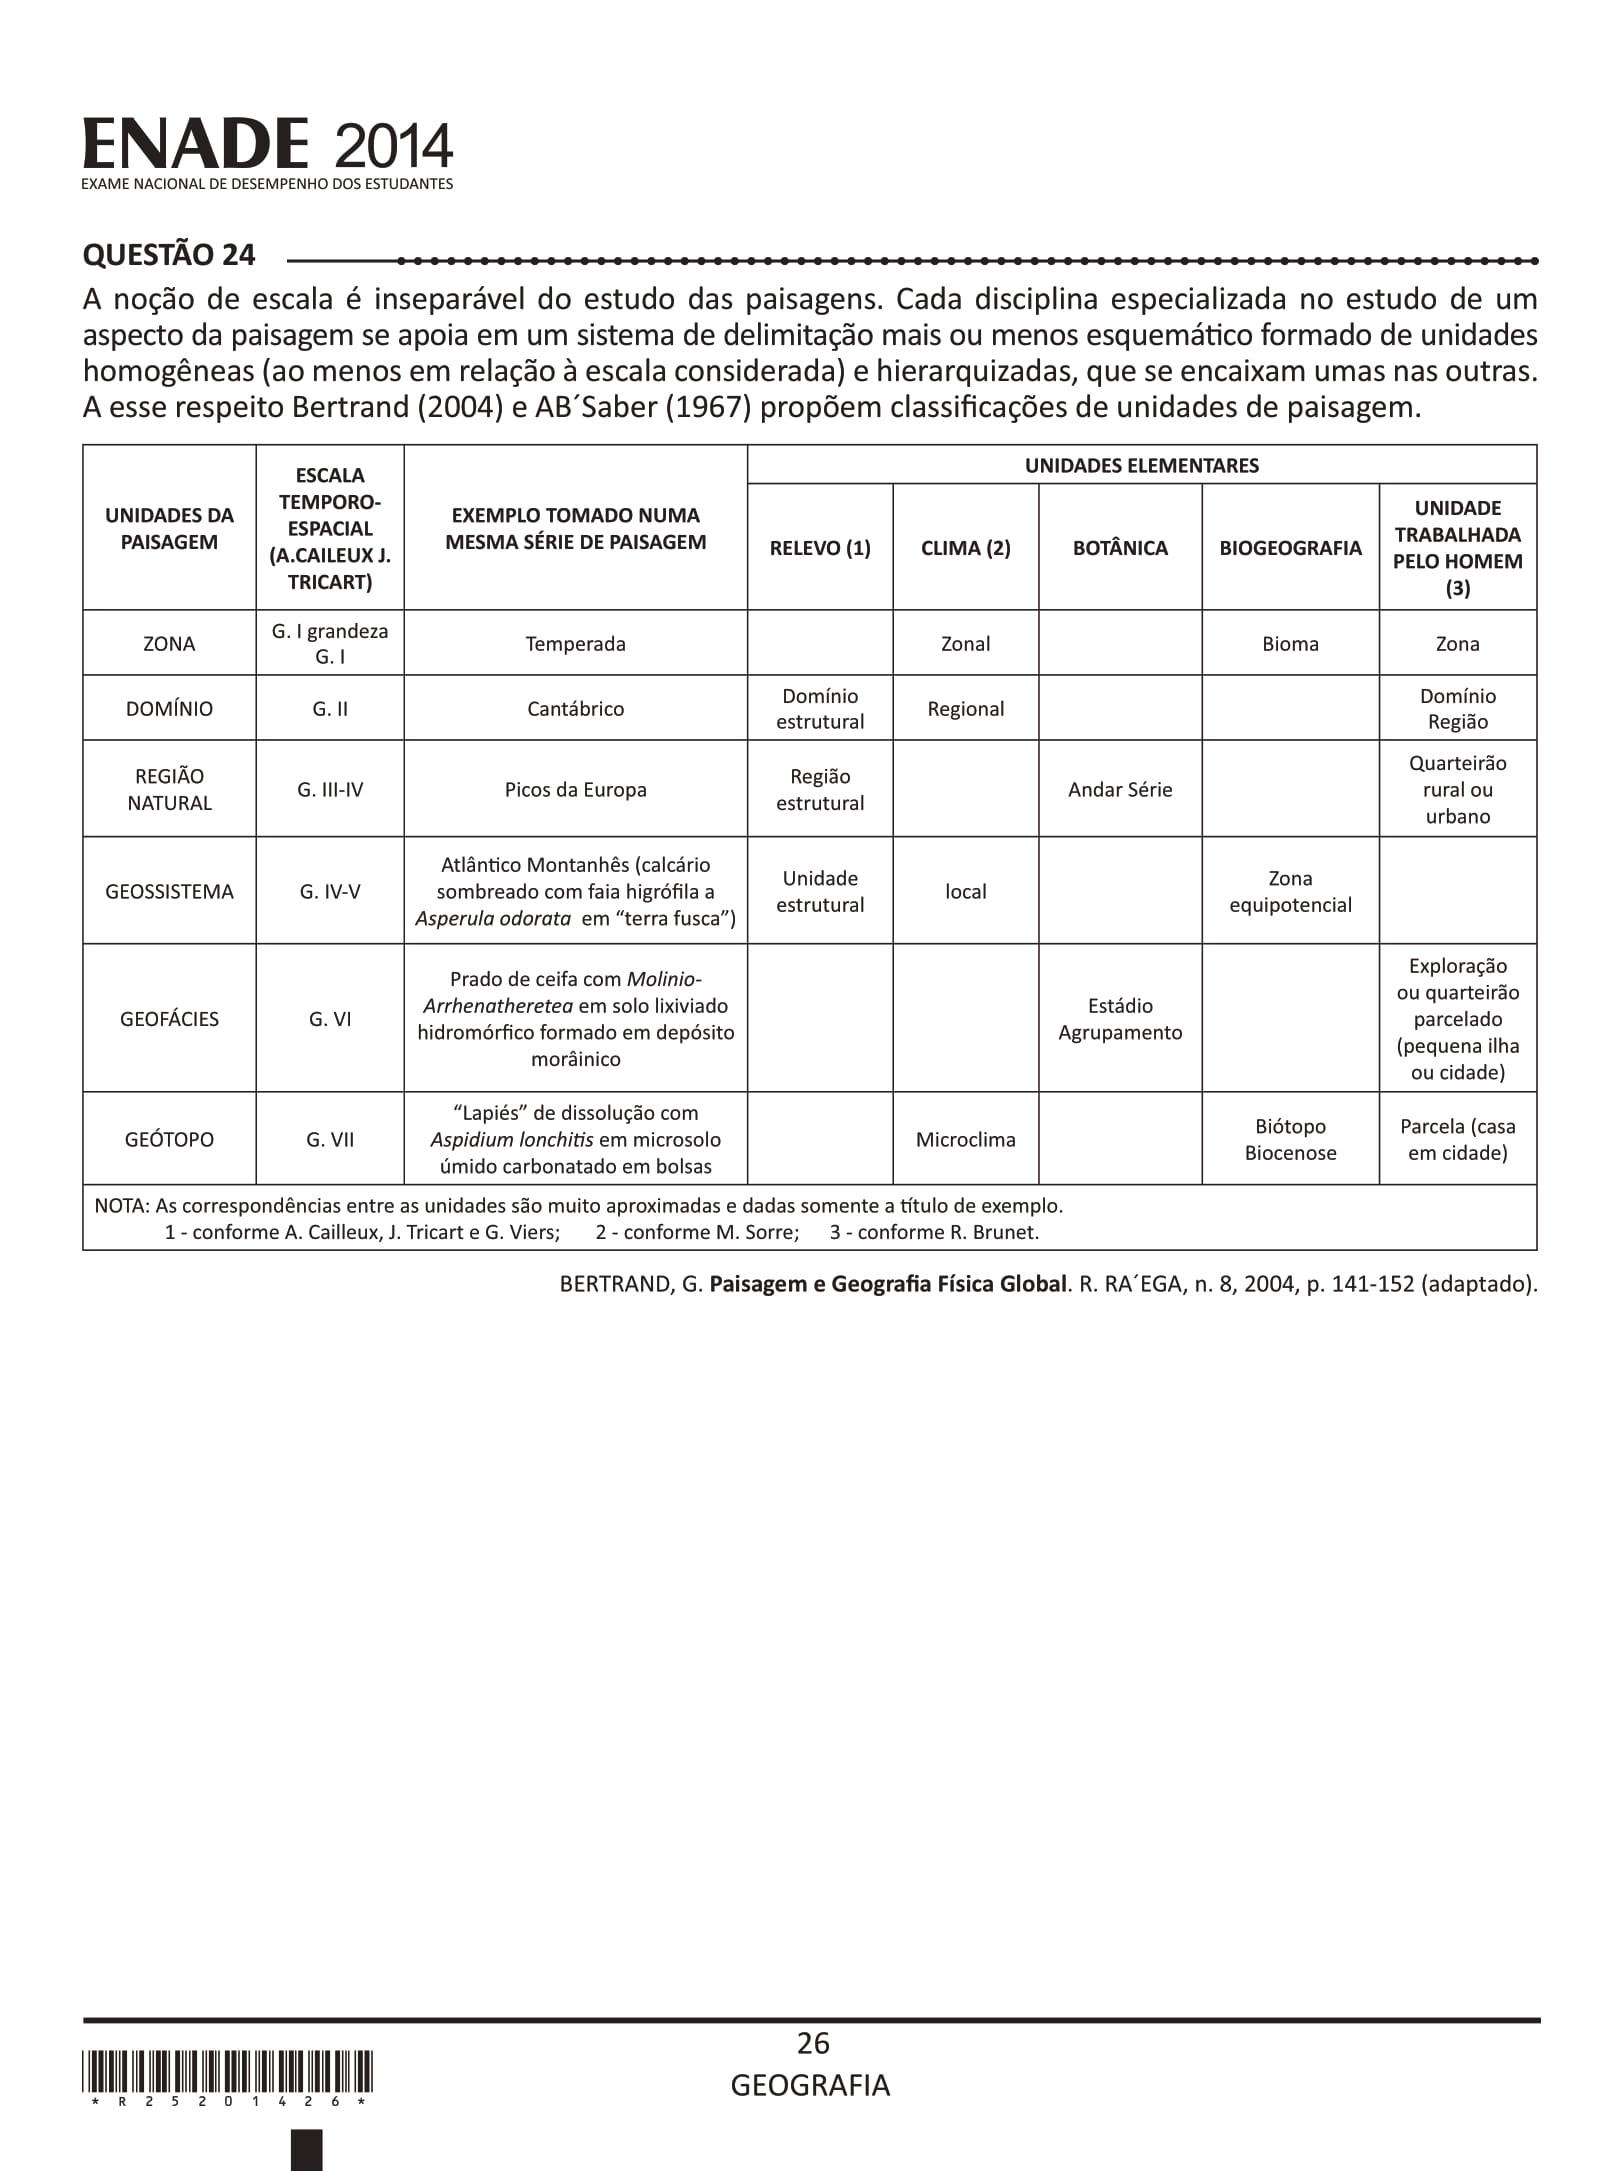 ENADE 2014
EXAME NACIONAL DE DESEMPENHO DOS ESTUDANTES
QUESTÃO 24
A noção de escala é inseparável do estudo das paisagens. Cada disciplina especializada no estudo de um
aspecto da paisagem se apoia em um sistema de delimitação mais ou menos esquemático formado de unidades
homogêneas (ao menos em relação à escala considerada) e hierarquizadas, que se encaixam umas nas outras.
A esse respeito Bertrand (2004) e AB´Saber (1967) propõem classificações de unidades de paisagem.
UNIDADES DA
PAISAGEM
ESCALA
TEMPORO-
ESPACIAL
(A.CAILEUX J.
TRICART)
EXEMPLO TOMADO NUMA
MESMA SÉRIE DE PAISAGEM
UNIDADES ELEMENTARES
RELEVO (1)
CLIMA (2)
BOTÂNICA
BIOGEOGRAFIA
UNIDADE
TRABALHADA
PELO HOMEM
(3)
ZONA
G. I grandeza
G. I
Temperada
Zonal
Bioma
Zona
DOMÍNIO
G. II
Cantábrico
Domínio
estrutural
Regional
Domínio
Região
REGIÃO
NATURAL
G. III-IV
Picos da Europa
Região
estrutural
Andar Série
Quarteirão
rural ou
urbano
GEOSSISTEMA
G. IV-V
Atlântico Montanhês (calcário
sombreado com faia higrófila a
Asperula odorata em “terra fusca”)
Unidade
estrutural
local
Zona
equipotencial
GEOFÁCIES
G. VI
Prado de ceifa com Molinio-
Arrhenatheretea em solo lixiviado
hidromórfico formado em depósito
morâinico
Estádio
Agrupamento
Exploração
ou quarteirão
parcelado
(pequena ilha
ou cidade)
GEÓTOPO
G. VII
“Lapiés” de dissolução com
Aspidium lonchitis em microsolo
úmido carbonatado em bolsas
Microclima
Biótopo
Biocenose
Parcela (casa
em cidade)
NOTA: As correspondências entre as unidades são muito aproximadas e dadas somente a título de exemplo.
1 - conforme A. Cailleux, J. Tricart e G. Viers; 2 - conforme M. Sorre; 3 - conforme R. Brunet.
BERTRAND, G. Paisagem e Geografia Física Global. R. RA´EGA, n. 8, 2004, p. 141-152 (adaptado).
26
GEOGRAFIA
* R 2 5 2 0 1 4 2 6 *